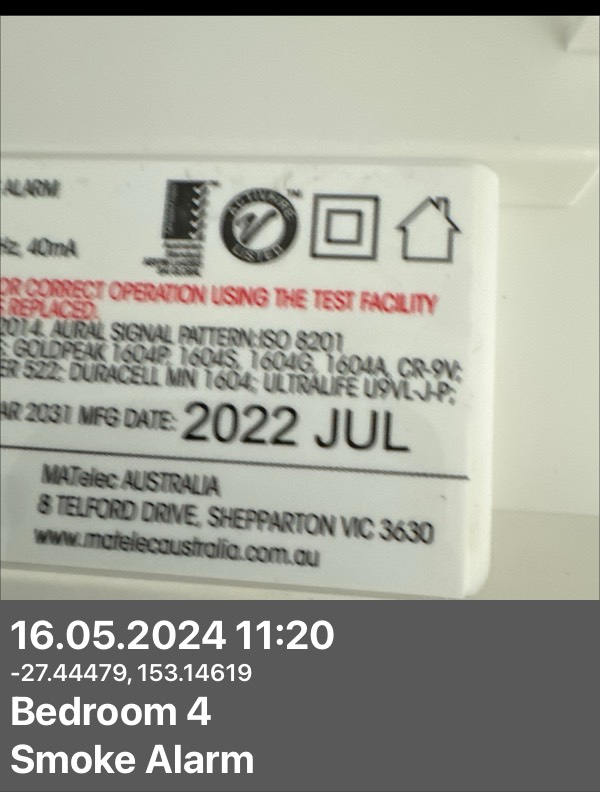 ALARM
ACTIVFIRE
LISTED
Hz, 40mA
OR CORRECT OPERATION USING THE TEST FACILITY
E REPLACED.
2014. AURAL SIGNAL PATTERN:ISO 8201
S: GOLDPEAK 1604P, 1604S, 1604G, 1604A, CR-9V;
ER 522; DURACELL MN 1604; ULTRALIFE U9VL-J-P;
AR 2031 MFG DATE: 2022 JUL
MATelec AUSTRALIA
8 TELFORD DRIVE, SHEPPARTON VIC 3630
www.matelecaustralia.com.au
16.05.2024 11:20
-27.44479, 153.14619
Bedroom 4
Smoke Alarm